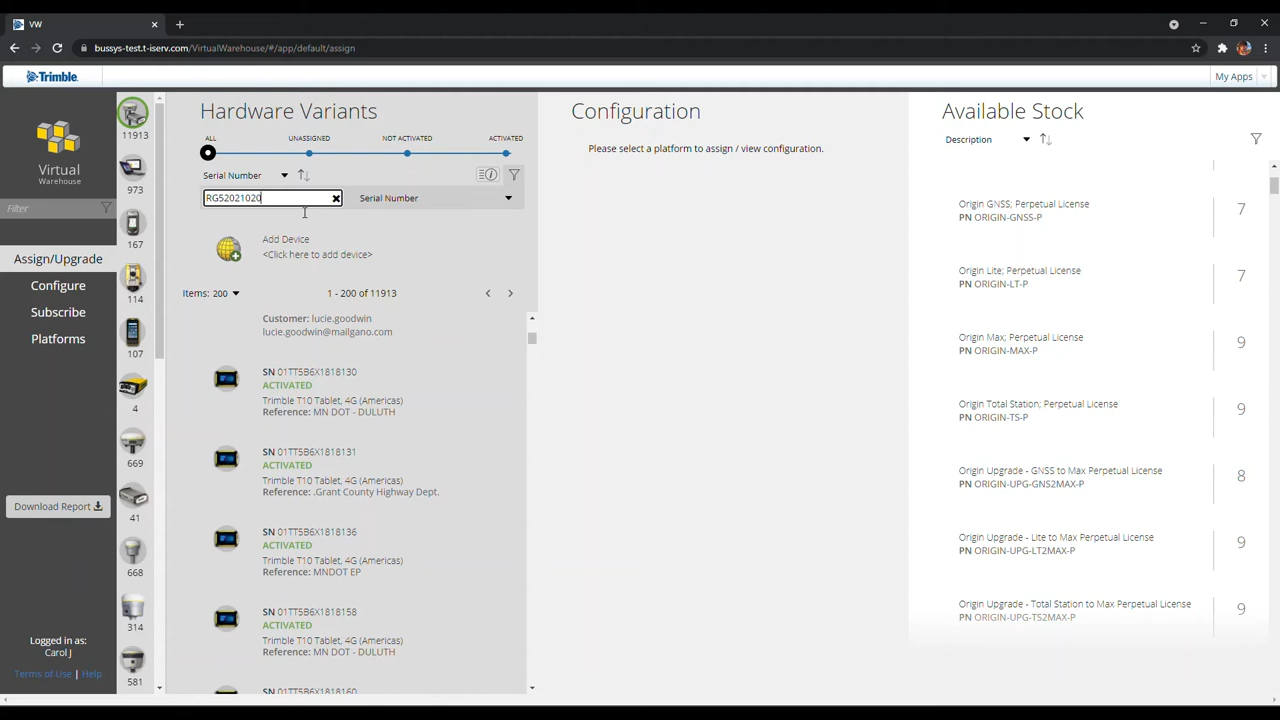 VW
bussys-test.t-iserv.com/VirtualWarehouse/#/app/default/assign
Trimble
My Apps
Virtual
Warehouse
Filter
Assign/Upgrade
Configure
Subscribe
Platforms
Download Report
Logged in as:
Carol J
Terms of Use | Help
11913
973
167
114
107
4
669
41
668
314
581
Hardware Variants
ALL UNASSIGNED NOT ACTIVATED ACTIVATED
Serial Number
RG52021020 Serial Number
Add Device
<Click here to add device>
Items: 200 1 - 200 of 11913
Customer: lucie.goodwin
lucie.goodwin@mailgano.com
SN 01TT5B6X1818130
ACTIVATED
Trimble T10 Tablet, 4G (Americas)
Reference: MN DOT - DULUTH
SN 01TT5B6X1818131
ACTIVATED
Trimble T10 Tablet, 4G (Americas)
Reference: .Grant County Highway Dept.
SN 01TT5B6X1818136
ACTIVATED
Trimble T10 Tablet, 4G (Americas)
Reference: MNDOT EP
SN 01TT5B6X1818158
ACTIVATED
Trimble T10 Tablet, 4G (Americas)
Reference: MN DOT - DULUTH
SN 01TT5B6X1818160
Configuration
Please select a platform to assign / view configuration.
Available Stock
Description
Origin GNSS; Perpetual License
PN ORIGIN-GNSS-P
7
Origin Lite; Perpetual License
PN ORIGIN-LT-P
7
Origin Max; Perpetual License
PN ORIGIN-MAX-P
9
Origin Total Station; Perpetual License
PN ORIGIN-TS-P
9
Origin Upgrade - GNSS to Max Perpetual License
PN ORIGIN-UPG-GNS2MAX-P
8
Origin Upgrade - Lite to Max Perpetual License
PN ORIGIN-UPG-LT2MAX-P
9
Origin Upgrade - Total Station to Max Perpetual License
PN ORIGIN-UPG-TS2MAX-P
9